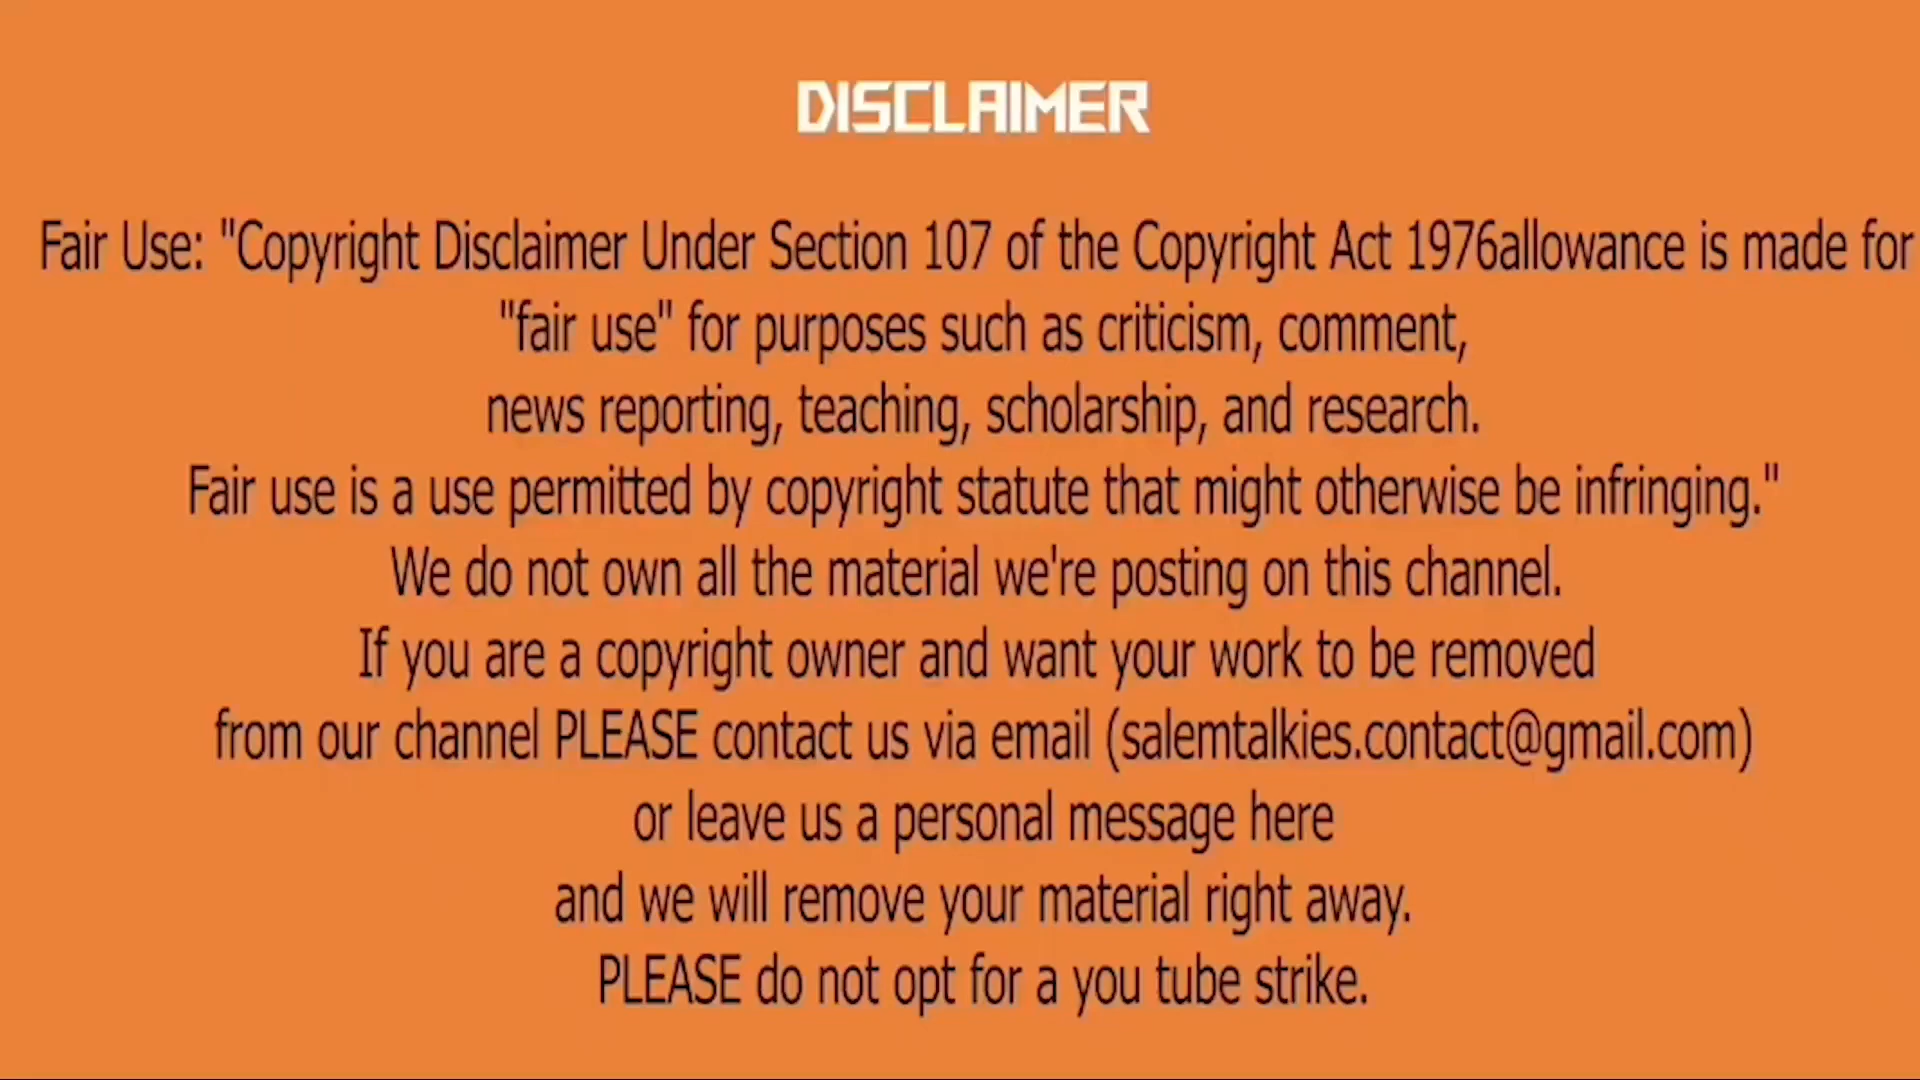 DISCLAIMER
Fair Use: "Copyright Disclaimer Under Section 107 of the Copyright Act 1976allowance is made for
"fair use" for purposes such as criticism, comment,
news reporting, teaching, scholarship, and research.
Fair use is a use permitted by copyright statute that might otherwise be infringing."
We do not own all the material we're posting on this channel.
If you are a copyright owner and want your work to be removed
from our channel PLEASE contact us via email (salemtalkies.contact@gmail.com)
or leave us a personal message here
and we will remove your material right away.
PLEASE do not opt for a you tube strike.